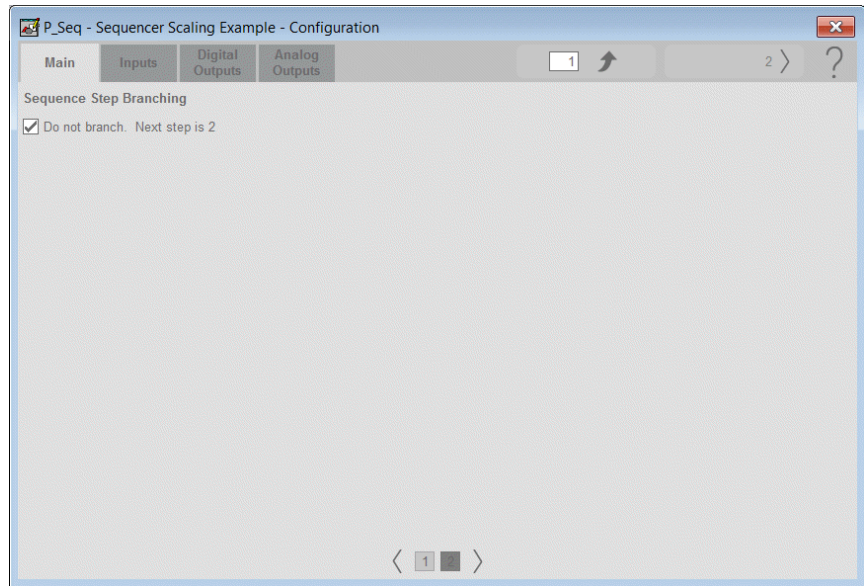 P_Seq - Sequencer Scaling Example - Configuration
Main
Inputs
Digital
Outputs
Analog
Outputs
1
2
?
Sequence Step Branching
Do not branch. Next step is 2
1
2